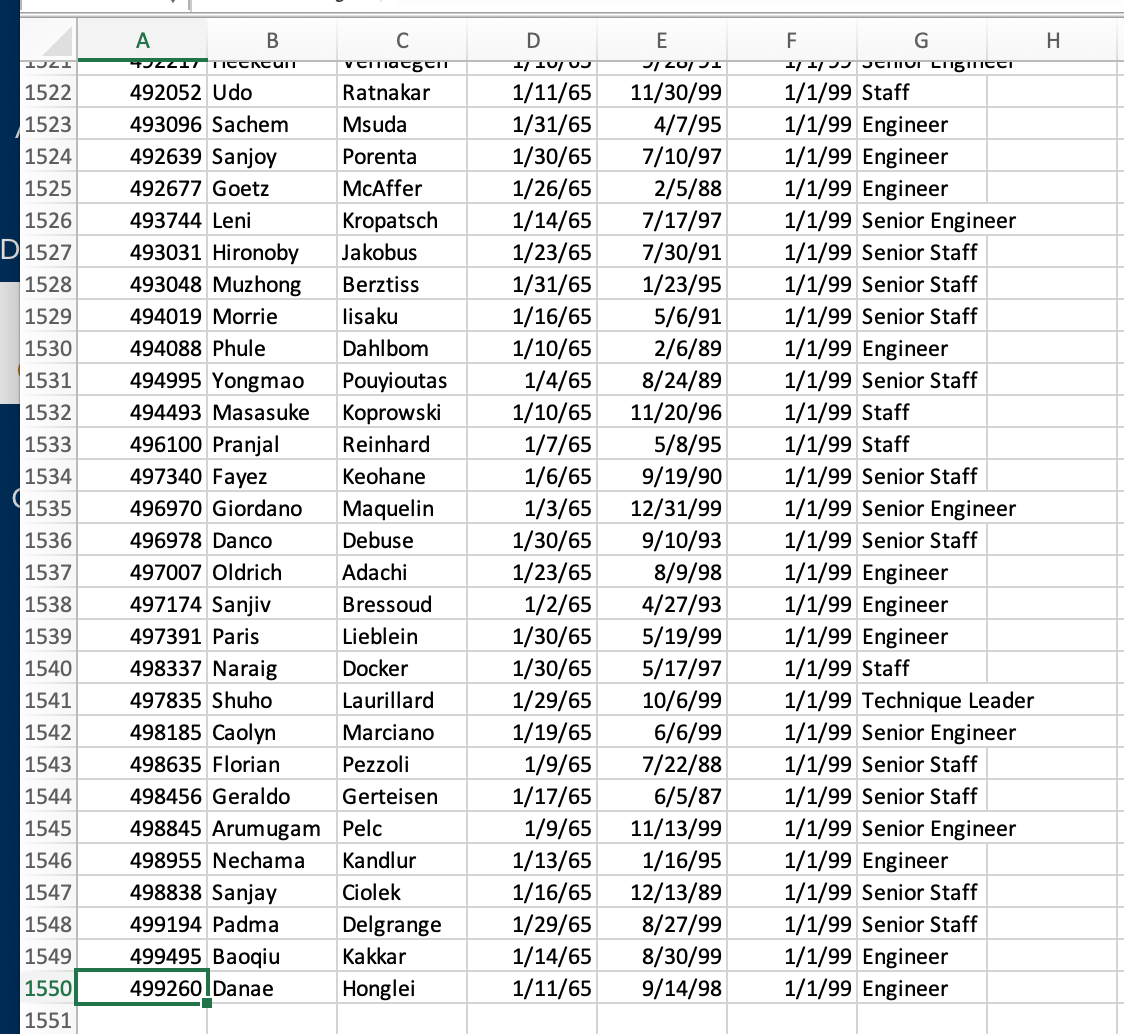 A B C D E F G H
1521 492217 Heekeun Verhaegen 1/10/65 9/28/91 1/1/99 Senior Engineer
1522 492052 Udo Ratnakar 1/11/65 11/30/99 1/1/99 Staff
1523 493096 Sachem Msuda 1/31/65 4/7/95 1/1/99 Engineer
1524 492639 Sanjoy Porenta 1/30/65 7/10/97 1/1/99 Engineer
1525 492677 Goetz McAffer 1/26/65 2/5/88 1/1/99 Engineer
1526 493744 Leni Kropatsch 1/14/65 7/17/97 1/1/99 Senior Engineer
1527 493031 Hironoby Jakobus 1/23/65 7/30/91 1/1/99 Senior Staff
1528 493048 Muzhong Berztiss 1/31/65 1/23/95 1/1/99 Senior Staff
1529 494019 Morrie Iisaku 1/16/65 5/6/91 1/1/99 Senior Staff
1530 494088 Phule Dahlbom 1/10/65 2/6/89 1/1/99 Engineer
1531 494995 Yongmao Pouyioutas 1/4/65 8/24/89 1/1/99 Senior Staff
1532 494493 Masasuke Koprowski 1/10/65 11/20/96 1/1/99 Staff
1533 496100 Pranjal Reinhard 1/7/65 5/8/95 1/1/99 Staff
1534 497340 Fayez Keohane 1/6/65 9/19/90 1/1/99 Senior Staff
1535 496970 Giordano Maquelin 1/3/65 12/31/99 1/1/99 Senior Engineer
1536 496978 Danco Debuse 1/30/65 9/10/93 1/1/99 Senior Staff
1537 497007 Oldrich Adachi 1/23/65 8/9/98 1/1/99 Engineer
1538 497174 Sanjiv Bressoud 1/2/65 4/27/93 1/1/99 Engineer
1539 497391 Paris Lieblein 1/30/65 5/19/99 1/1/99 Engineer
1540 498337 Naraig Docker 1/30/65 5/17/97 1/1/99 Staff
1541 497835 Shuho Laurillard 1/29/65 10/6/99 1/1/99 Technique Leader
1542 498185 Caolyn Marciano 1/19/65 6/6/99 1/1/99 Senior Engineer
1543 498635 Florian Pezzoli 1/9/65 7/22/88 1/1/99 Senior Staff
1544 498456 Geraldo Gerteisen 1/17/65 6/5/87 1/1/99 Senior Staff
1545 498845 Arumugam Pelc 1/9/65 11/13/99 1/1/99 Senior Engineer
1546 498955 Nechama Kandlur 1/13/65 1/16/95 1/1/99 Engineer
1547 498838 Sanjay Ciolek 1/16/65 12/13/89 1/1/99 Senior Staff
1548 499194 Padma Delgrange 1/29/65 8/27/99 1/1/99 Senior Staff
1549 499495 Baoqiu Kakkar 1/14/65 8/30/99 1/1/99 Engineer
1550 499260 Danae Honglei 1/11/65 9/14/98 1/1/99 Engineer
1551